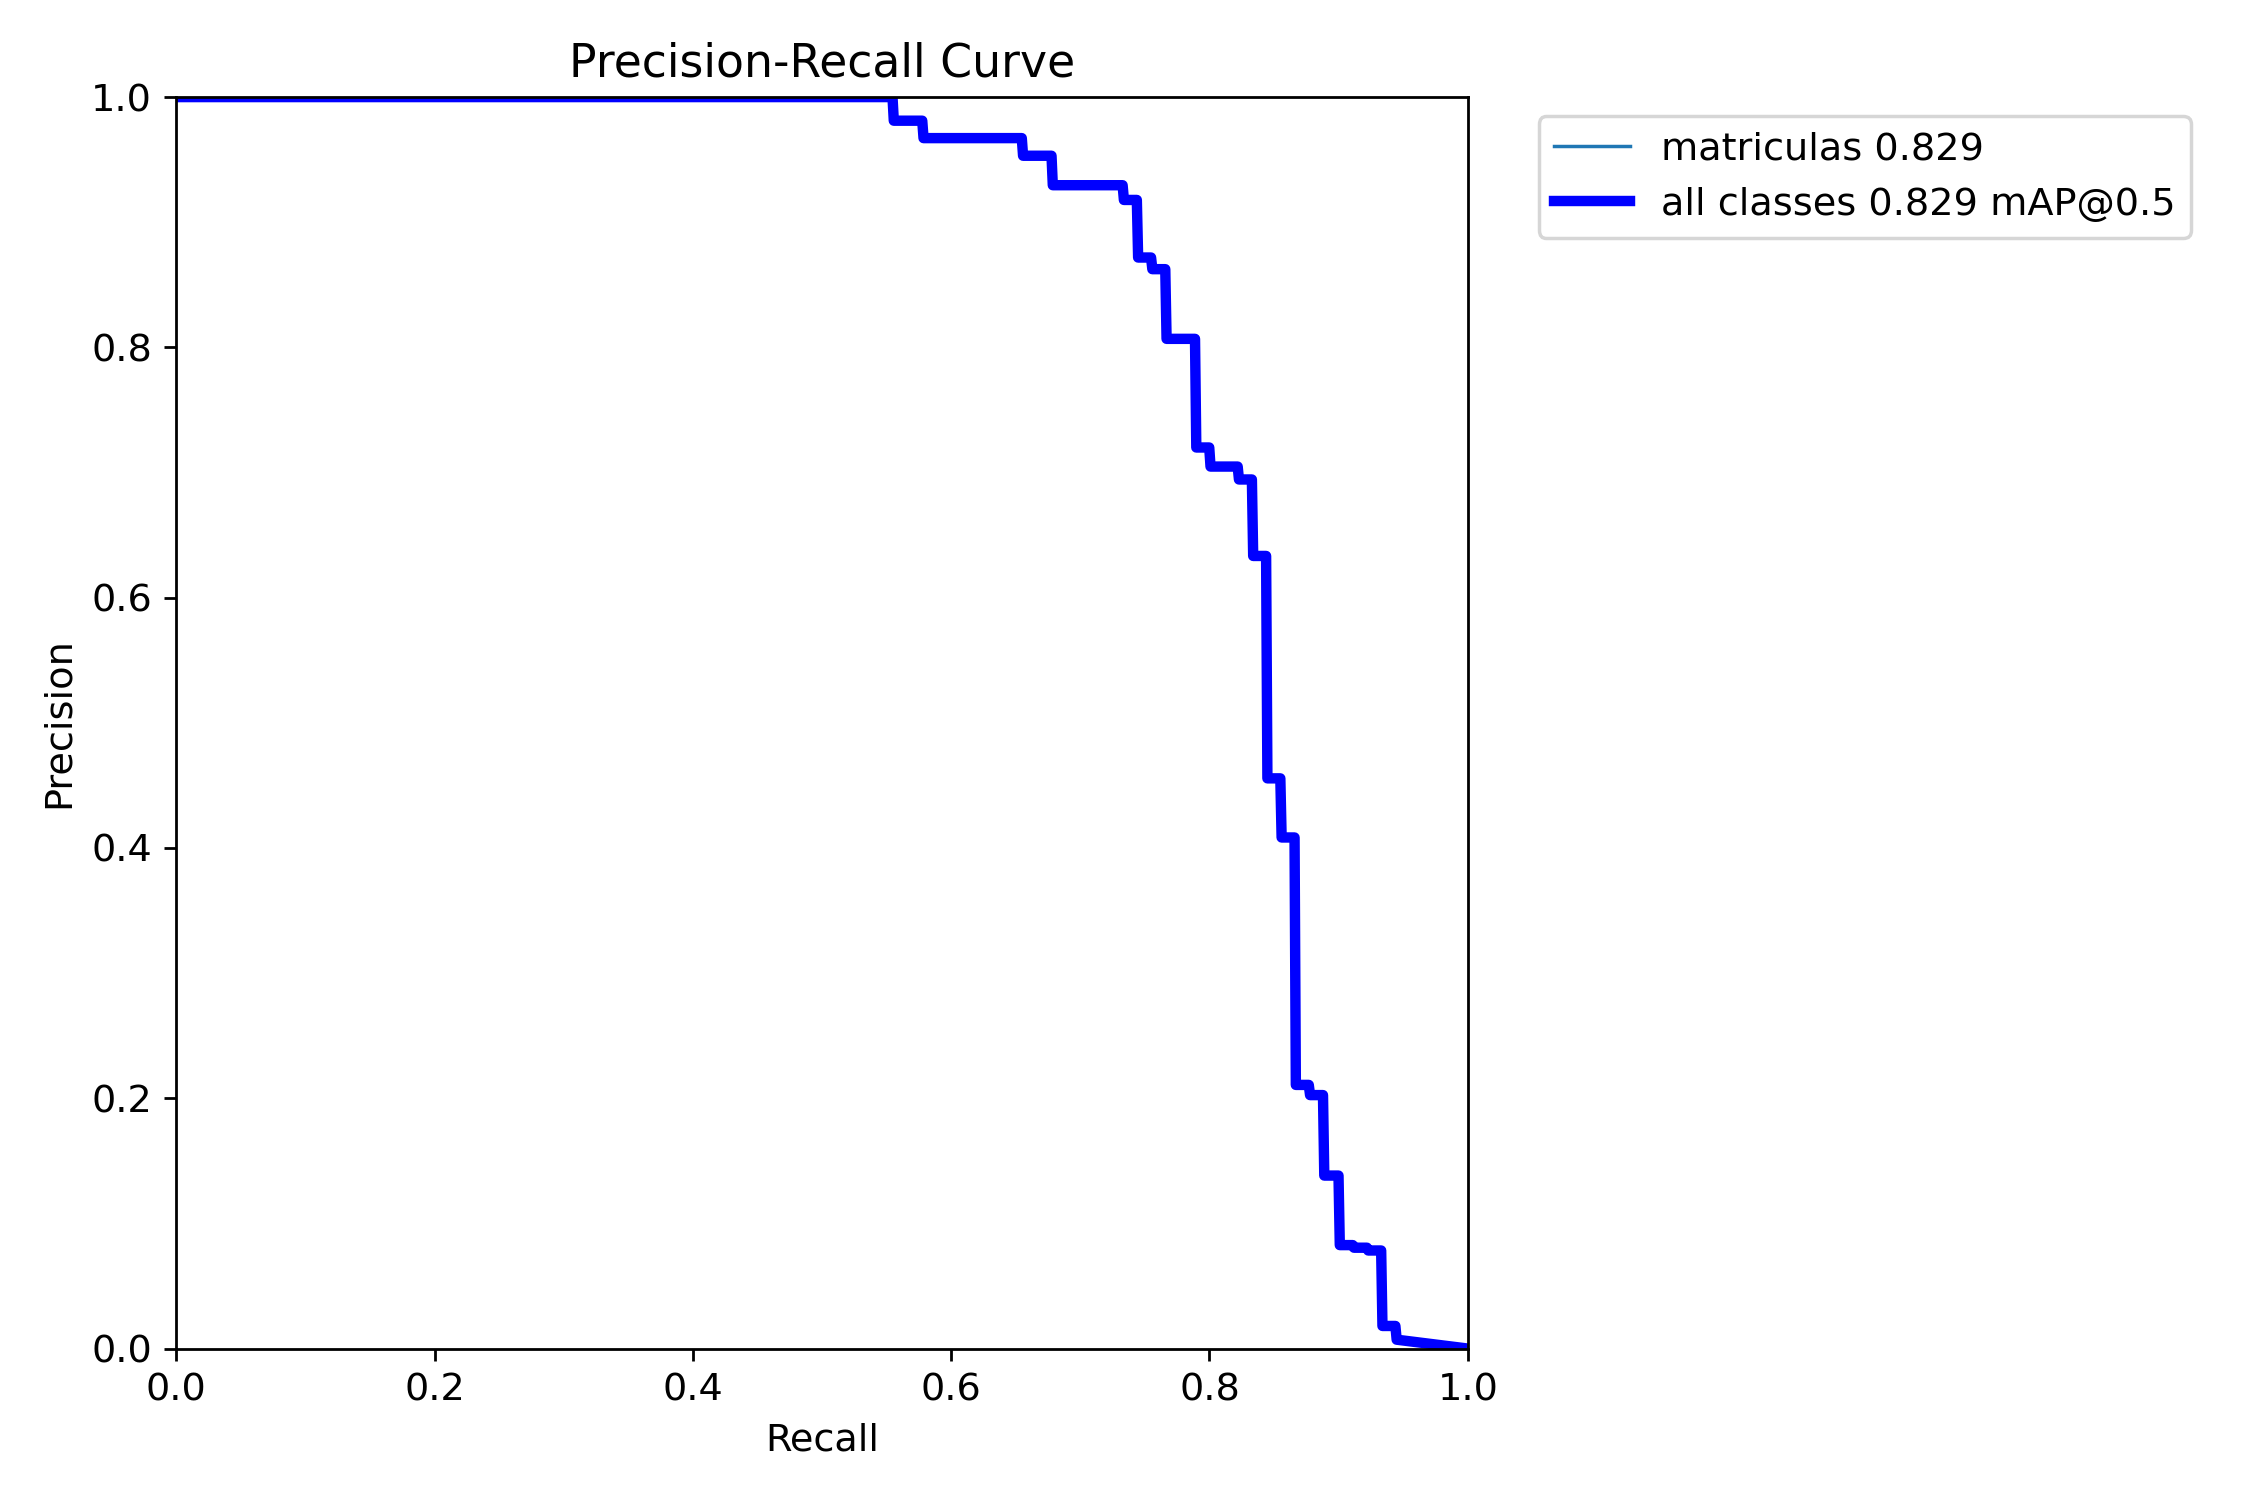 Precision-Recall Curve
matriculas 0.829
all classes 0.829 mAP@0.5
1.0
0.8
0.6
0.4
0.2
0.0
Precision
0.0 0.2 0.4 0.6 0.8 1.0
Recall